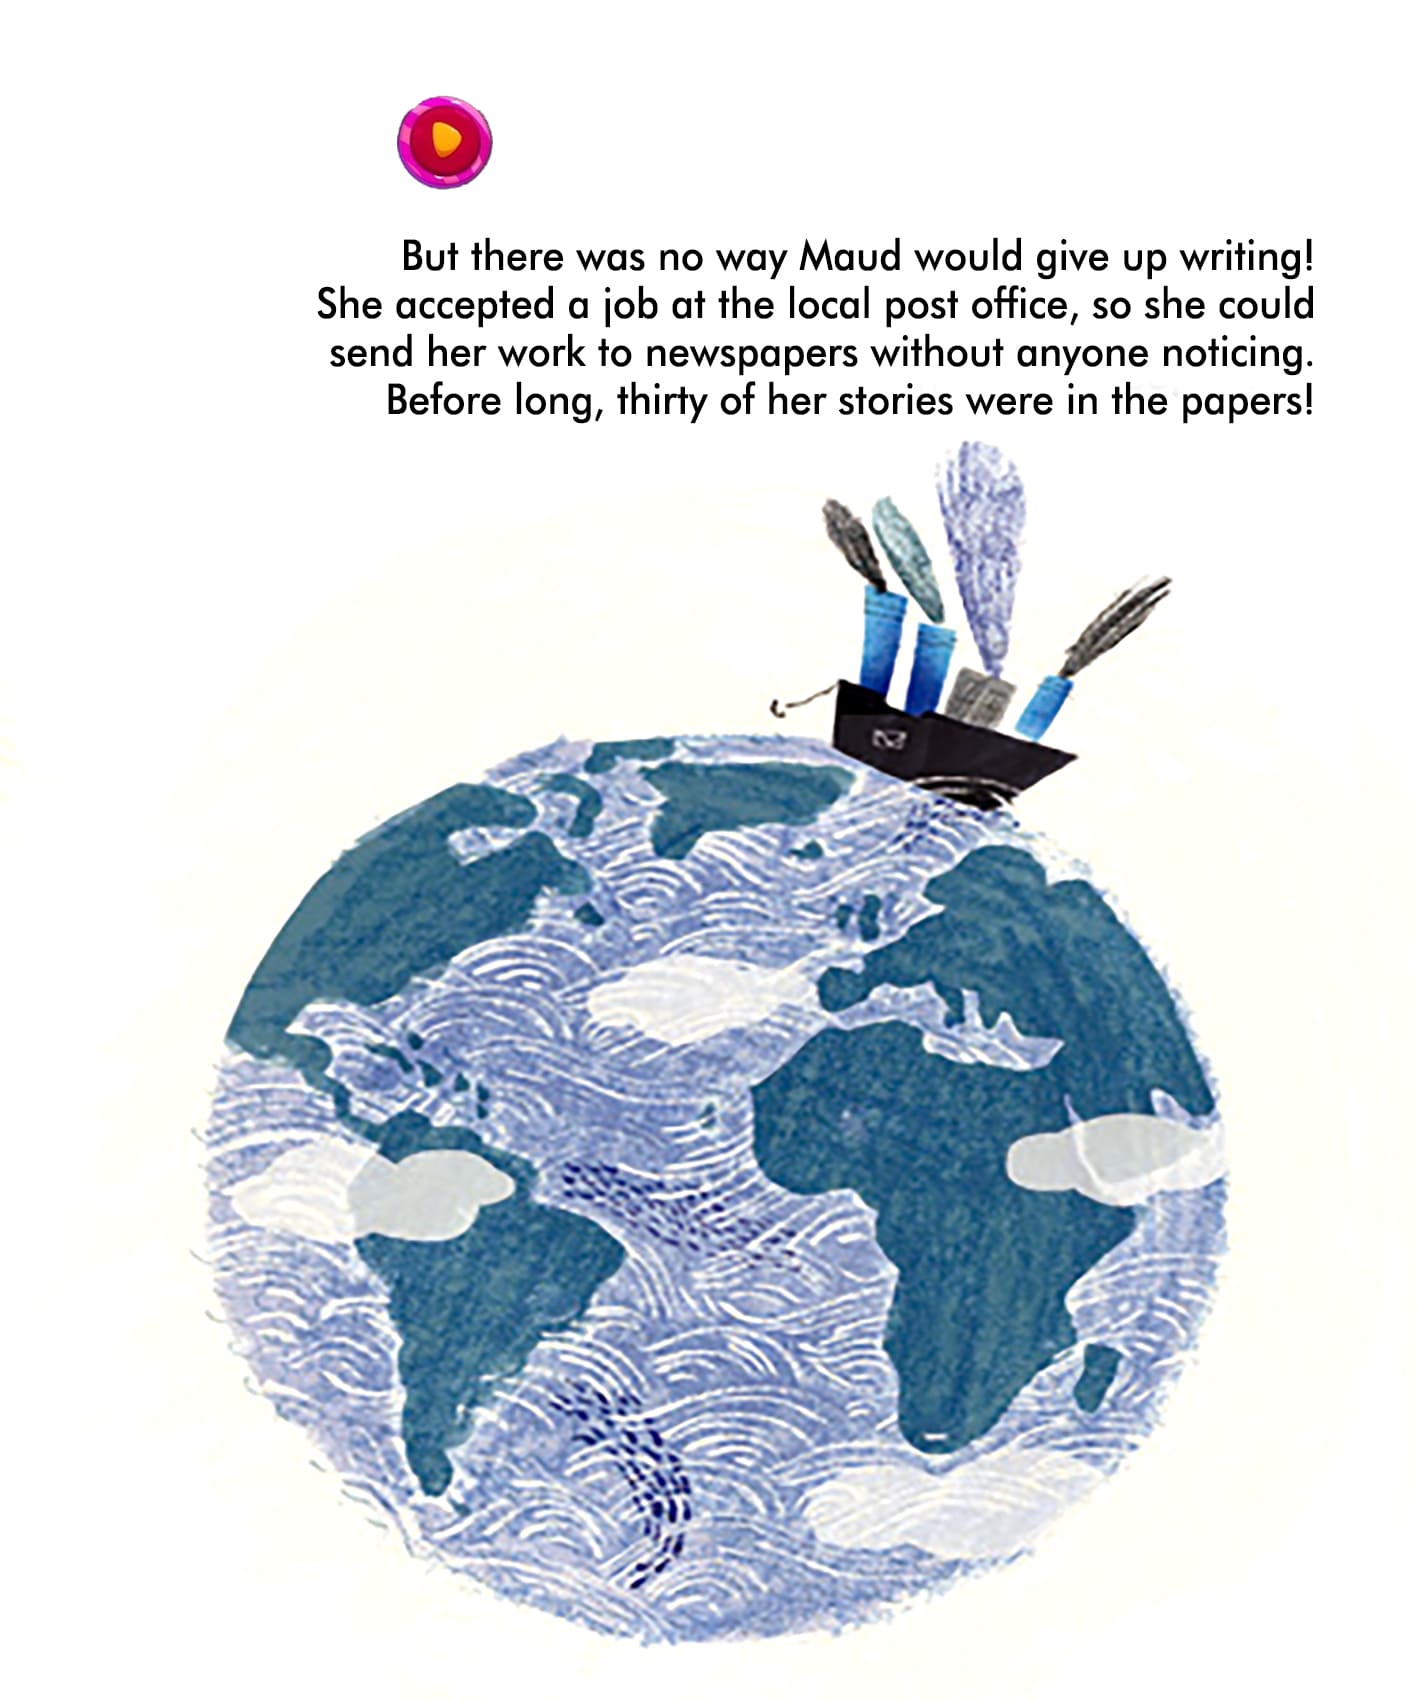 But there was no way Maud would give up writing!
She accepted a job at the local post office, so she could
send her work to newspapers without anyone noticing.
Before long, thirty of her stories were in the papers!